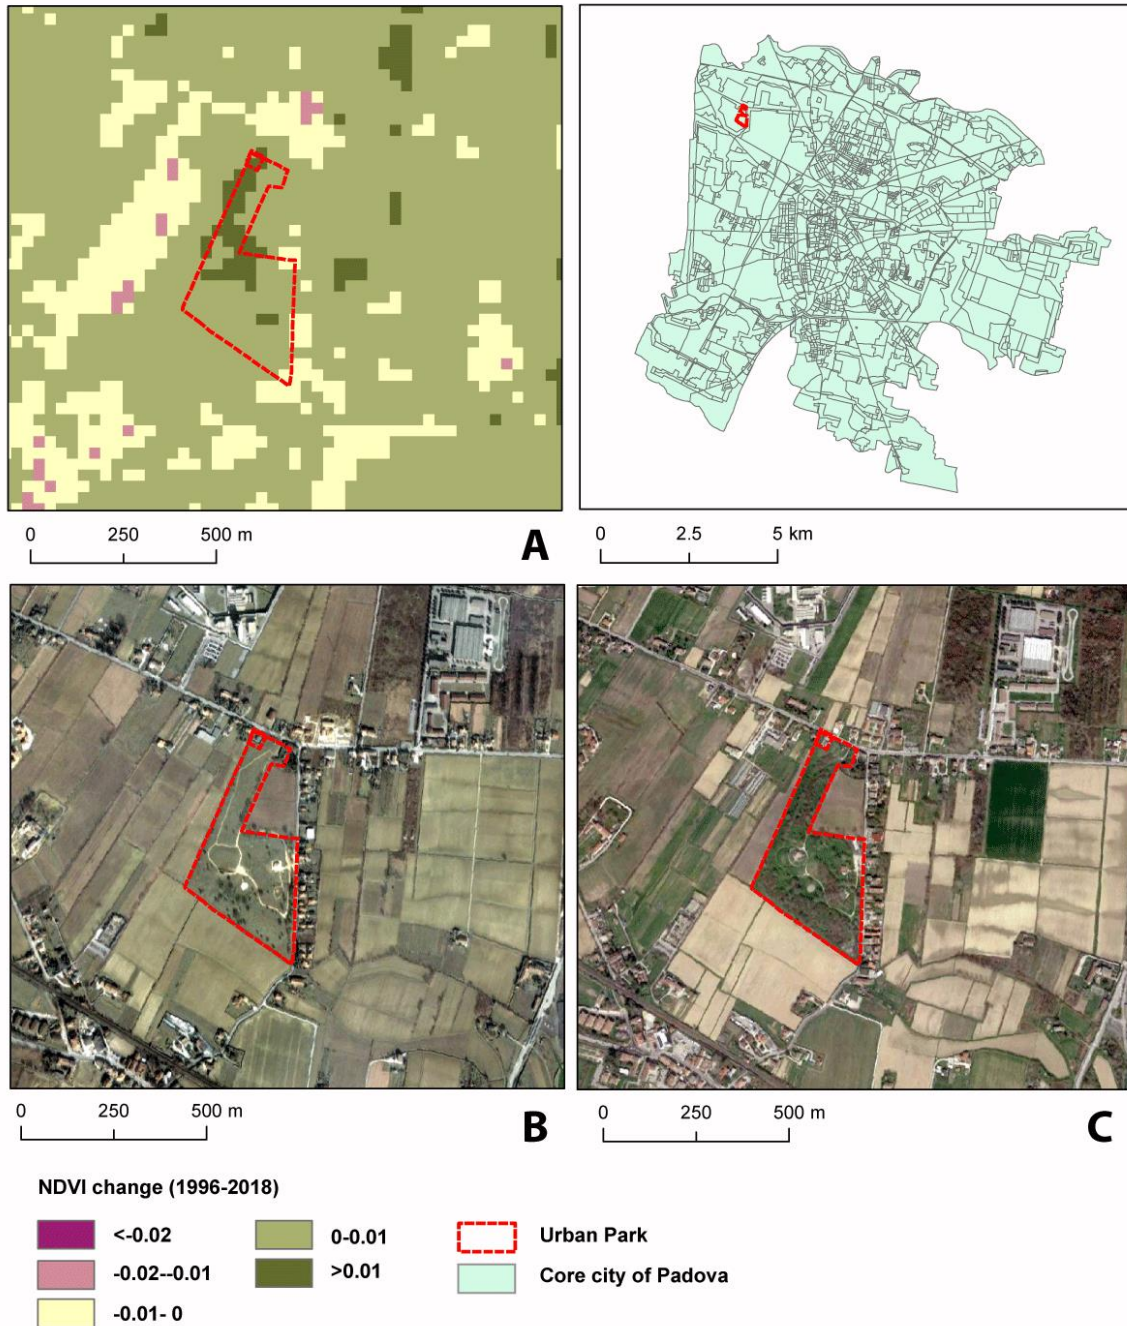 0 250 500 m
A
0 2.5 5 km
0 250 500 m
B
0 250 500 m
C
NDVI change (1996-2018)
<-0.02
-0.02--0.01
-0.01- 0
0-0.01
>0.01
Urban Park
Core city of Padova